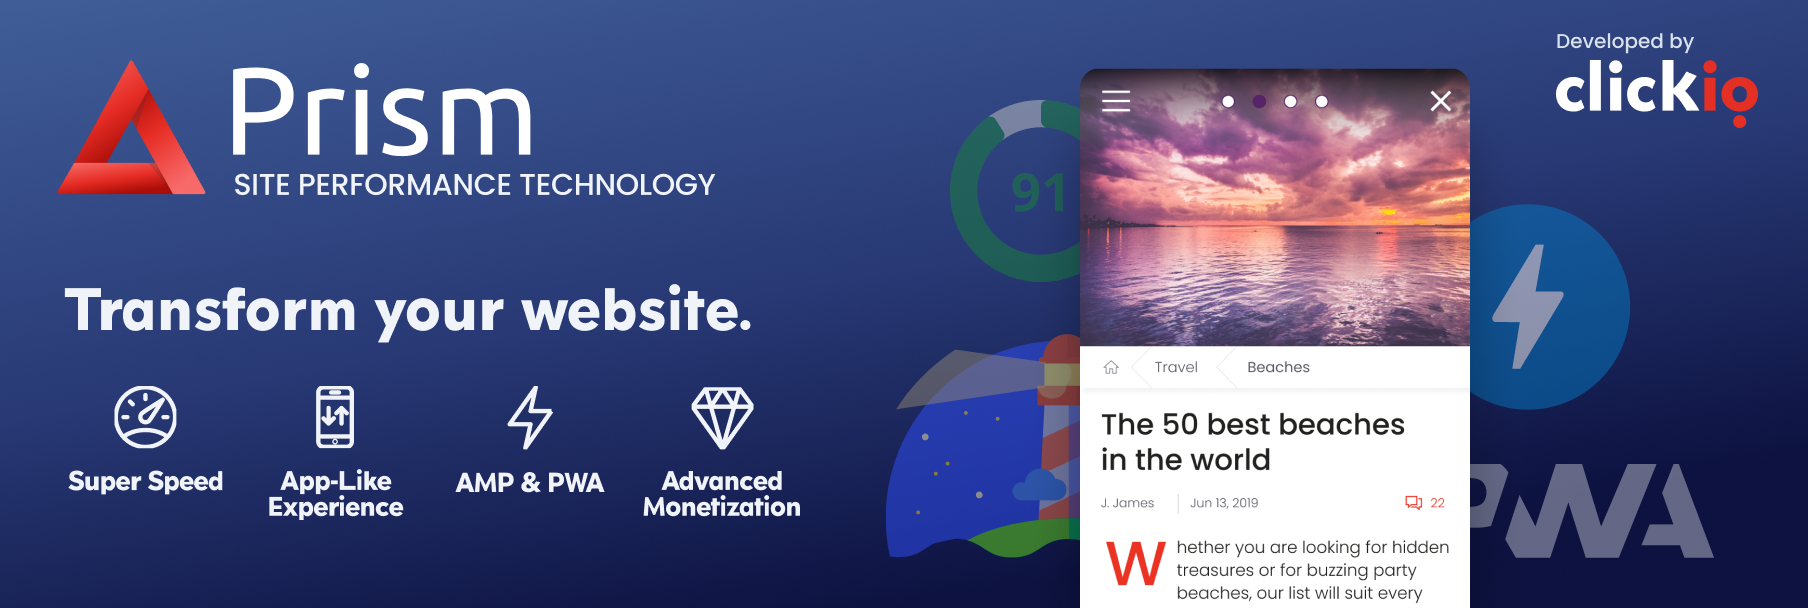 Prism
SITE PERFORMANCE TECHNOLOGY
Transform your website.
Super Speed
App-Like
Experience
AMP & PWA
Advanced
Monetization
91
Developed by
clickio
Travel
Beaches
The 50 best beaches
in the world
J. James
Jun 13, 2019
22
Whether you are looking for hidden
treasures or for buzzing party
beaches, our list will suit every
PWA